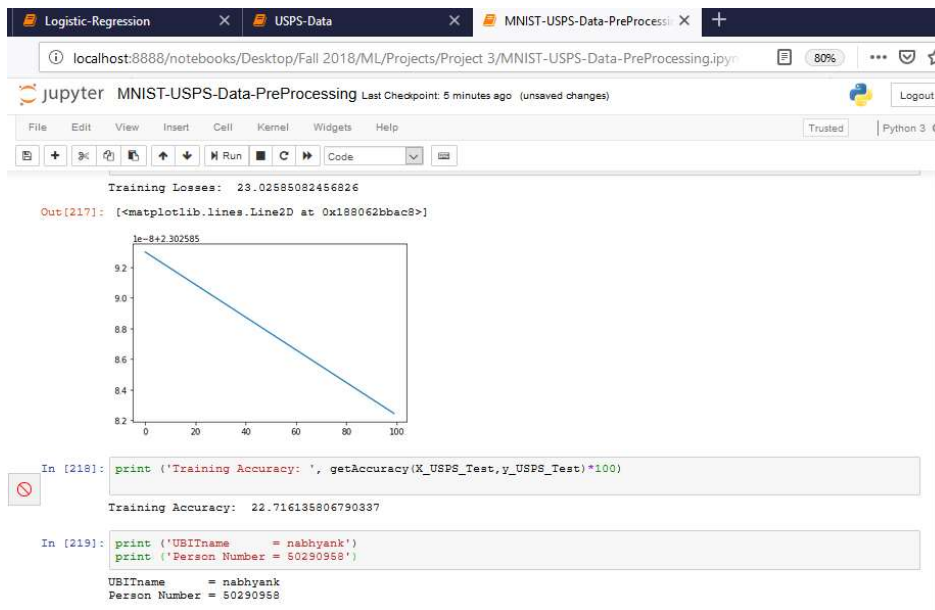 Logistic-Regression
USPS-Data
MNIST-USPS-Data-PreProcessi
localhost:8888/notebooks/Desktop/Fall 2018/ML/Projects/Project 3/MNIST-USPS-Data-PreProcessing.ipyn
80%
jupyter MNIST-USPS-Data-PreProcessing Last Checkpoint: 5 minutes ago (unsaved changes)
Logout
File Edit View Insert Cell Kernel Widgets Help
Trusted
Python 3
Run
Code
Training Losses: 23.02585082456826
Out[217]: [<matplotlib.lines.Line2D at 0x188062bbac8>]
1e−8+2.302585
9.2
9.0
8.8
8.6
8.4
8.2
0 20 40 60 80 100
In [218]: print ('Training Accuracy: ', getAccuracy(X_USPS_Test,y_USPS_Test)*100)
Training Accuracy: 22.716135806790337
In [219]: print ('UBITname = nabhyank')
print ('Person Number = 50290958')
UBITname = nabhyank
Person Number = 50290958